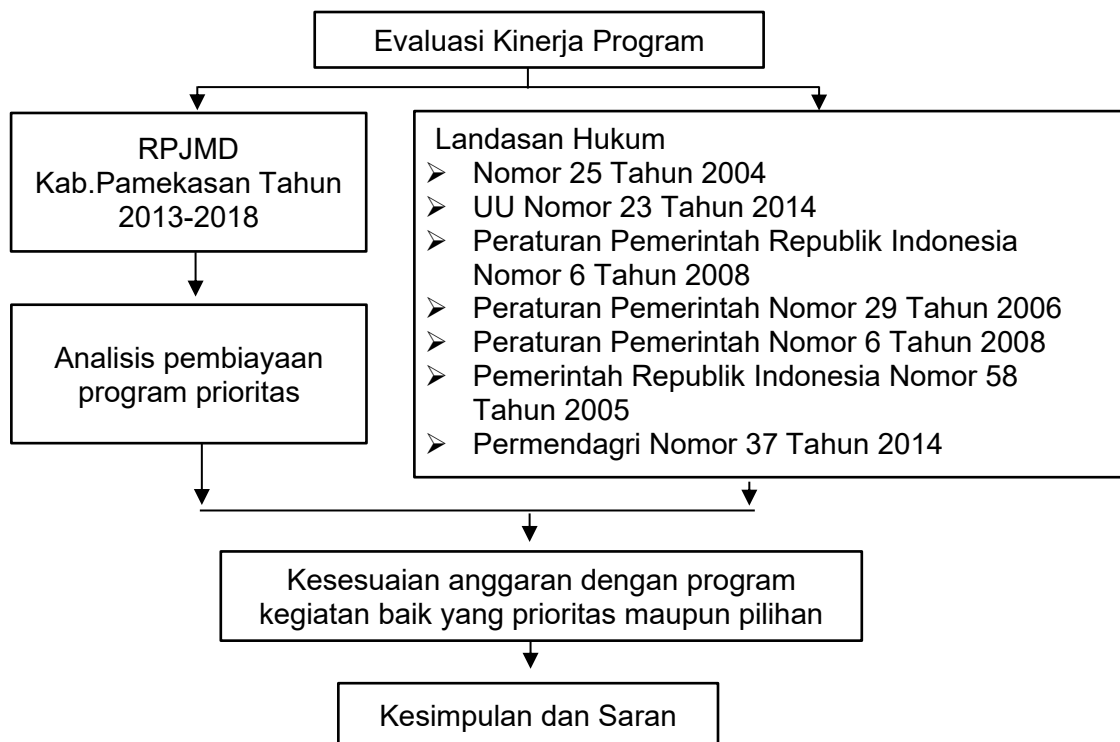 Evaluasi Kinerja Program
RPJMD
Kab.Pamekasan Tahun
2013-2018
Analisis pembiayaan
program prioritas
Landasan Hukum
➢ Nomor 25 Tahun 2004
➢ UU Nomor 23 Tahun 2014
➢ Peraturan Pemerintah Republik Indonesia
Nomor 6 Tahun 2008
➢ Peraturan Pemerintah Nomor 29 Tahun 2006
➢ Peraturan Pemerintah Nomor 6 Tahun 2008
➢ Pemerintah Republik Indonesia Nomor 58
Tahun 2005
➢ Permendagri Nomor 37 Tahun 2014
Kesesuaian anggaran dengan program
kegiatan baik yang prioritas maupun pilihan
Kesimpulan dan Saran